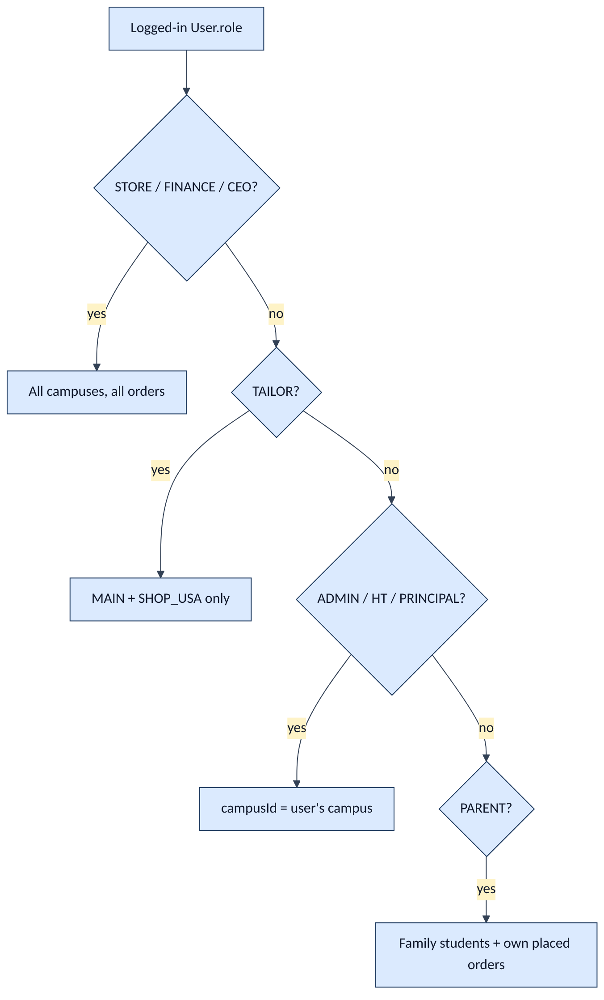 Logged-in User.role
STORE / FINANCE / CEO?
yes
no
All campuses, all orders
TAILOR?
yes
no
MAIN + SHOP_USA only
ADMIN / HT / PRINCIPAL?
yes
no
campusId = user's campus
PARENT?
yes
Family students + own placed
orders